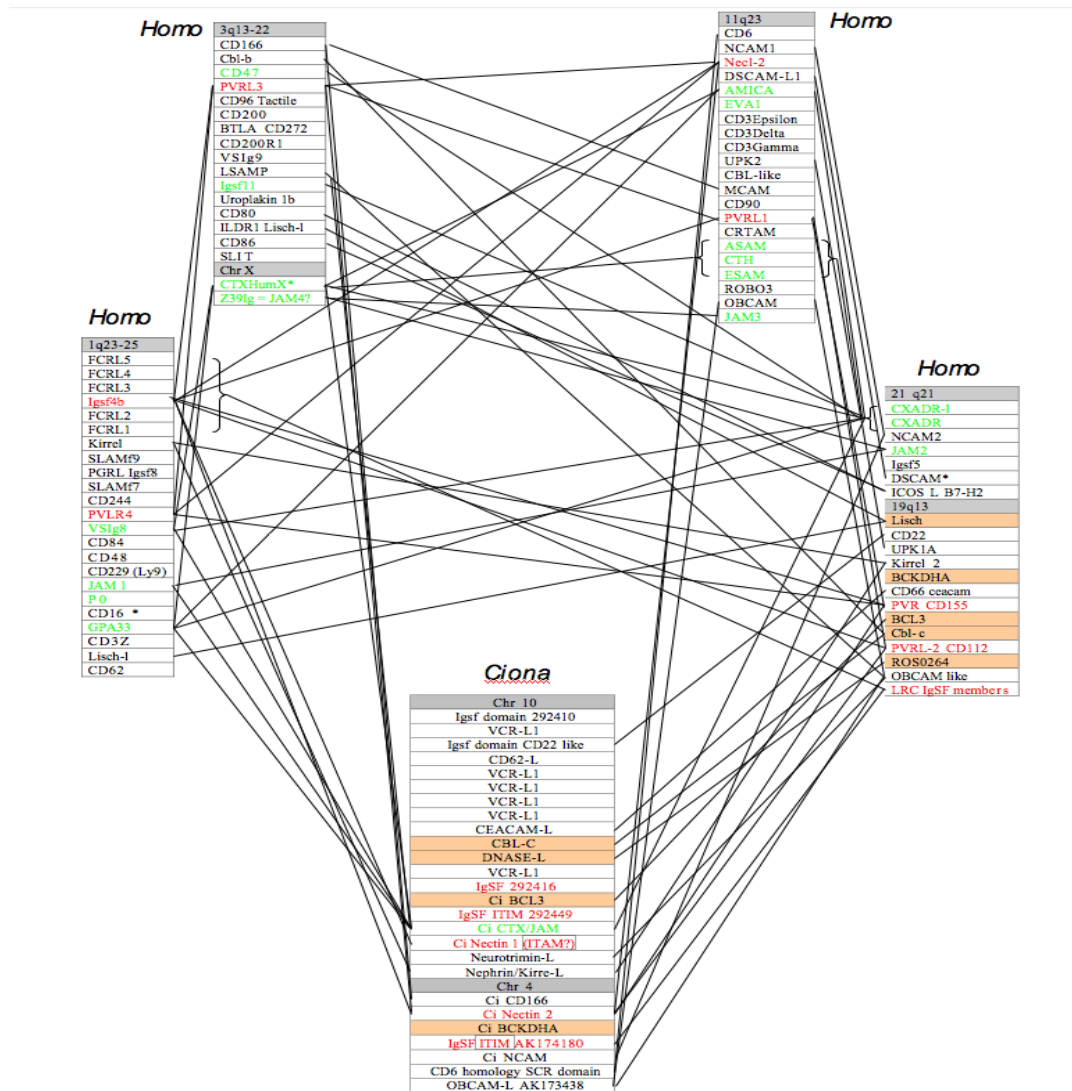 Homo
3q13-22
CD166
Cbl-b
CD47
PVRL3
CD96 Tactile
CD200
BTLA CD272
CD200R1
VSIg9
LSAMP
Igsf11
Uroplakin 1b
CD80
ILDR1 Lisch-l
CD86
SLIT
Chr X
CTXHumX*
Z39Ig = JAM4?
11q23
Homo
CD6
NCAM1
Necl-2
DSCAM-L1
AMICA
EVA1
CD3Epsilon
CD3Delta
CD3Gamma
UPK2
CBL-like
MCAM
CD90
PVRL1
CRTAM
ASAM
CTH
ESAM
ROBO3
OBCAM
JAM3
Homo
1q23-25
FCRL5
FCRL4
FCRL3
Igsf4b
FCRL2
FCRL1
Kirrel
SLAMf9
PGRL Igsf8
SLAMf7
CD244
PVLR4
VSIg8
CD84
CD48
CD229 (Ly9)
JAM 1
P 0
CD16 *
GPA33
CD3Z
Lisch-l
CD62
Homo
21 q21
CXADR-l
CXADR
NCAM2
JAM2
Igsf5
DSCAM*
ICOS L B7-H2
19q13
Lisch
CD22
UPK1A
Kirrel 2
BCKDHA
CD66 ceacam
PVR CD155
BCL3
Cbl-c
PVRL-2 CD112
ROS0264
OBCAM like
LRC IgSF members
Ciona
Chr 10
Igsf domain 292410
VCR-L1
Igsf domain CD22 like
CD62-L
VCR-L1
VCR-L1
VCR-L1
VCR-L1
CEACAM-L
CBL-C
DNASE-L
VCR-L1
IgSF 292416
Ci BCL3
IgSF ITIM 292449
Ci CTX/JAM
Ci Nectin 1 (ITAM?)
Neurotrimin-L
Nephrin/Kirre-L
Chr 4
Ci CD166
Ci Nectin 2
Ci BCKDHA
IgSF ITIM AK174180
Ci NCAM
CD6 homology SCR domain
OBCAM-L AK173438